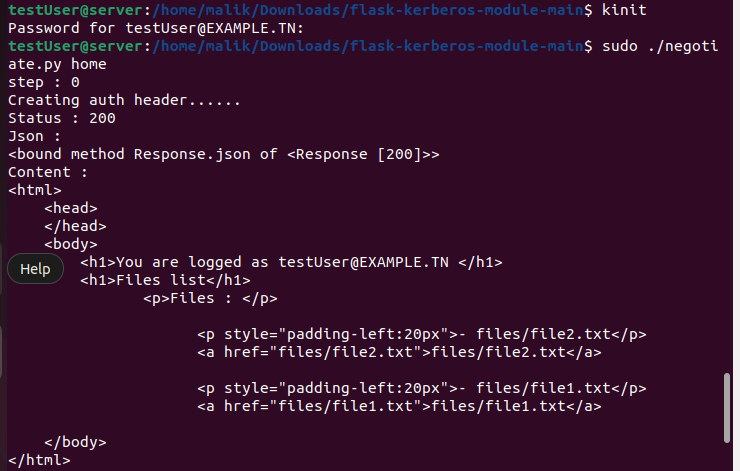 testUser@server:/home/malik/Downloads/flask-kerberos-module-main$ kinit
Password for testUser@EXAMPLE.TN:
testUser@server:/home/malik/Downloads/flask-kerberos-module-main$ sudo ./negoti
ate.py home
step : 0
Creating auth header......
Status : 200
Json :
<bound method Response.json of <Response [200]>>
Content :
<html>
    <head>
    </head>
    <body>
        <h1>You are logged as testUser@EXAMPLE.TN </h1>
Help
        <h1>Files list</h1>
               <p>Files : </p>

                     <p style="padding-left:20px">- files/file2.txt</p>
                     <a href="files/file2.txt">files/file2.txt</a>

                     <p style="padding-left:20px">- files/file1.txt</p>
                     <a href="files/file1.txt">files/file1.txt</a>

    </body>
</html>